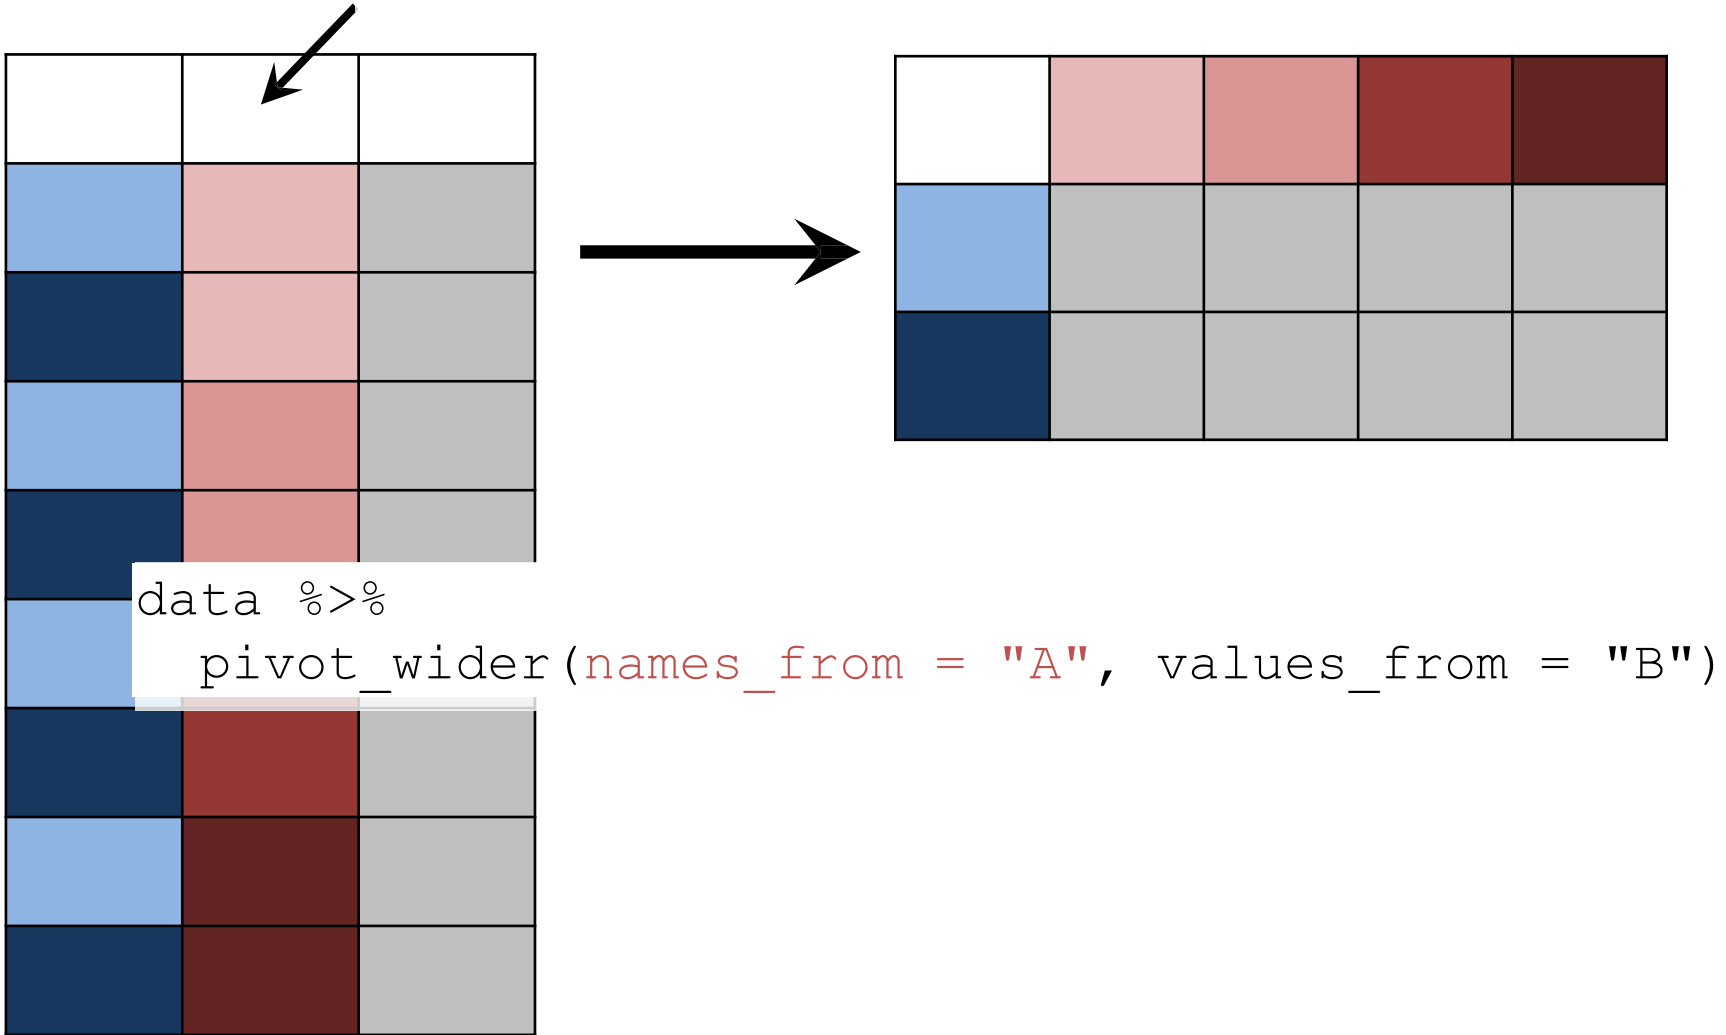 data %>%
pivot_wider(names_from = "A", values_from = "B")